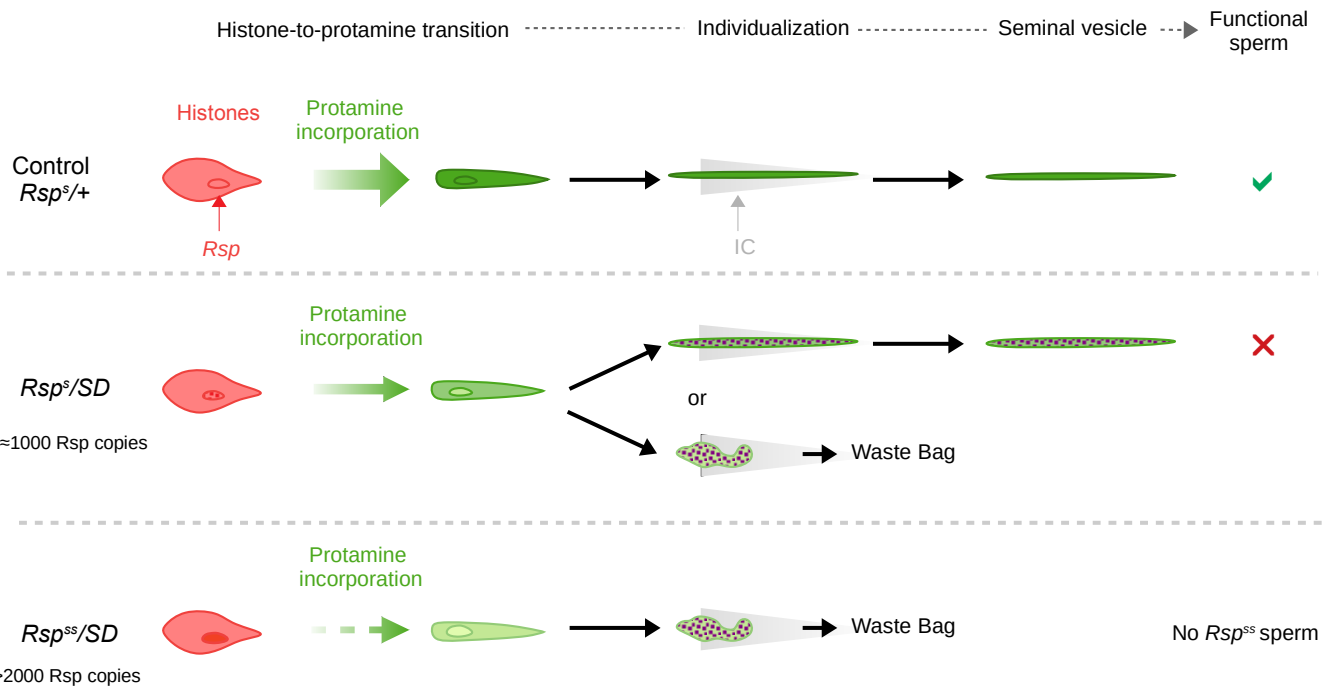 Histone-to-protamine transition
Individualization
Seminal vesicle
Functional
sperm
Histones
Protamine
incorporation
Control
Rspˢ/+
Rsp
IC
Protamine
incorporation
Rspˢ/SD
≈1000 Rsp copies
or
Waste Bag
Protamine
incorporation
Rspˢˢ/SD
>2000 Rsp copies
Waste Bag
No Rspˢˢ sperm